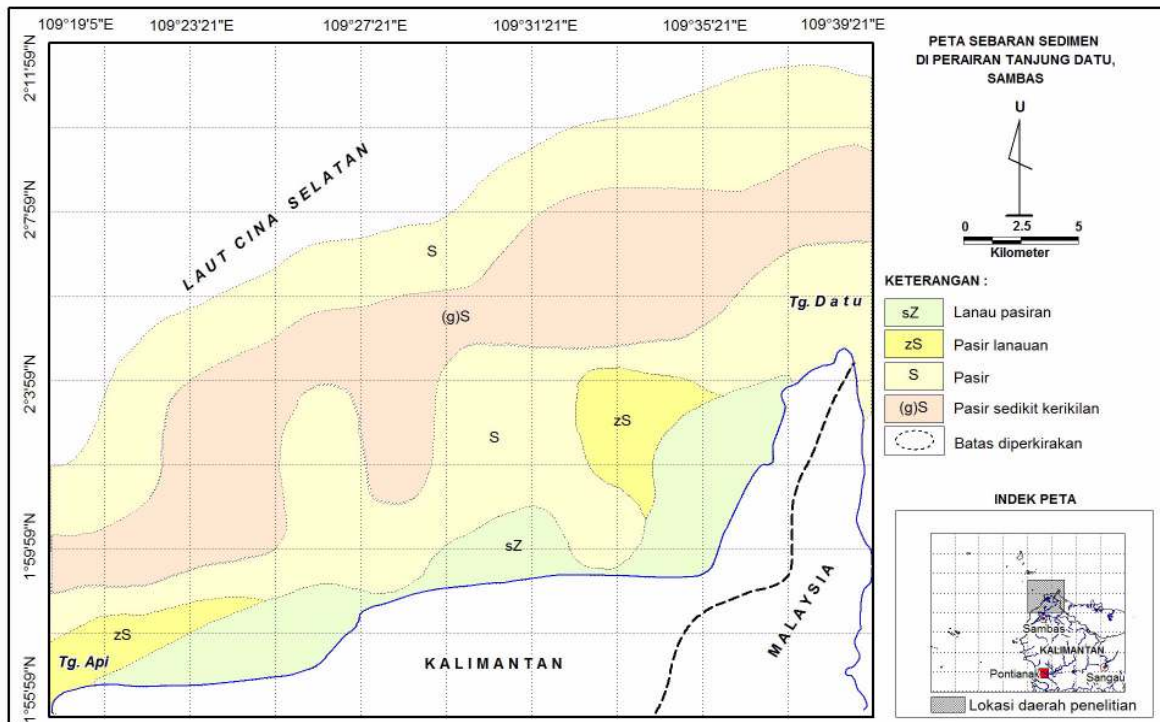 109°19'5"E 109°23'21"E 109°27'21"E 109°31'21"E 109°35'21"E 109°39'21"E
2°11'59"N
2°7'59"N
2°3'59"N
1°59'59"N
1°55'59"N
LAUT CINA SELATAN
S
(g)S
Tg. Datu
zS
S
sZ
zS
Tg. Api
KALIMANTAN
MALAYSIA
PETA SEBARAN SEDIMEN
DI PERAIRAN TANJUNG DATU,
SAMBAS
U
0 2.5 5
Kilometer
KETERANGAN :
sZ Lanau pasiran
zS Pasir lanauan
S Pasir
(g)S Pasir sedikit kerikilan
Batas diperkirakan
INDEK PETA
Sambas
KALIMANTAN
Pontianak
Sangau
Lokasi daerah penelitian